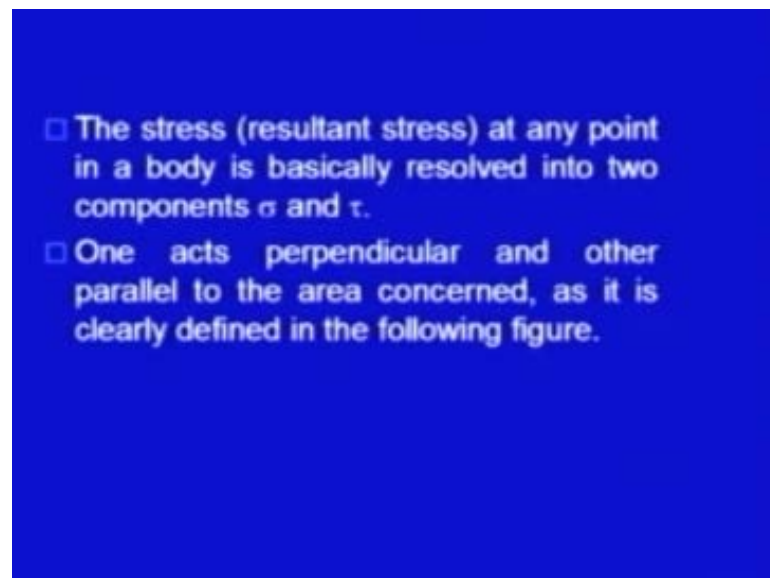 The stress (resultant stress) at any point
in a body is basically resolved into two
components σ and τ.
One acts perpendicular and other
parallel to the area concerned, as it is
clearly defined in the following figure.